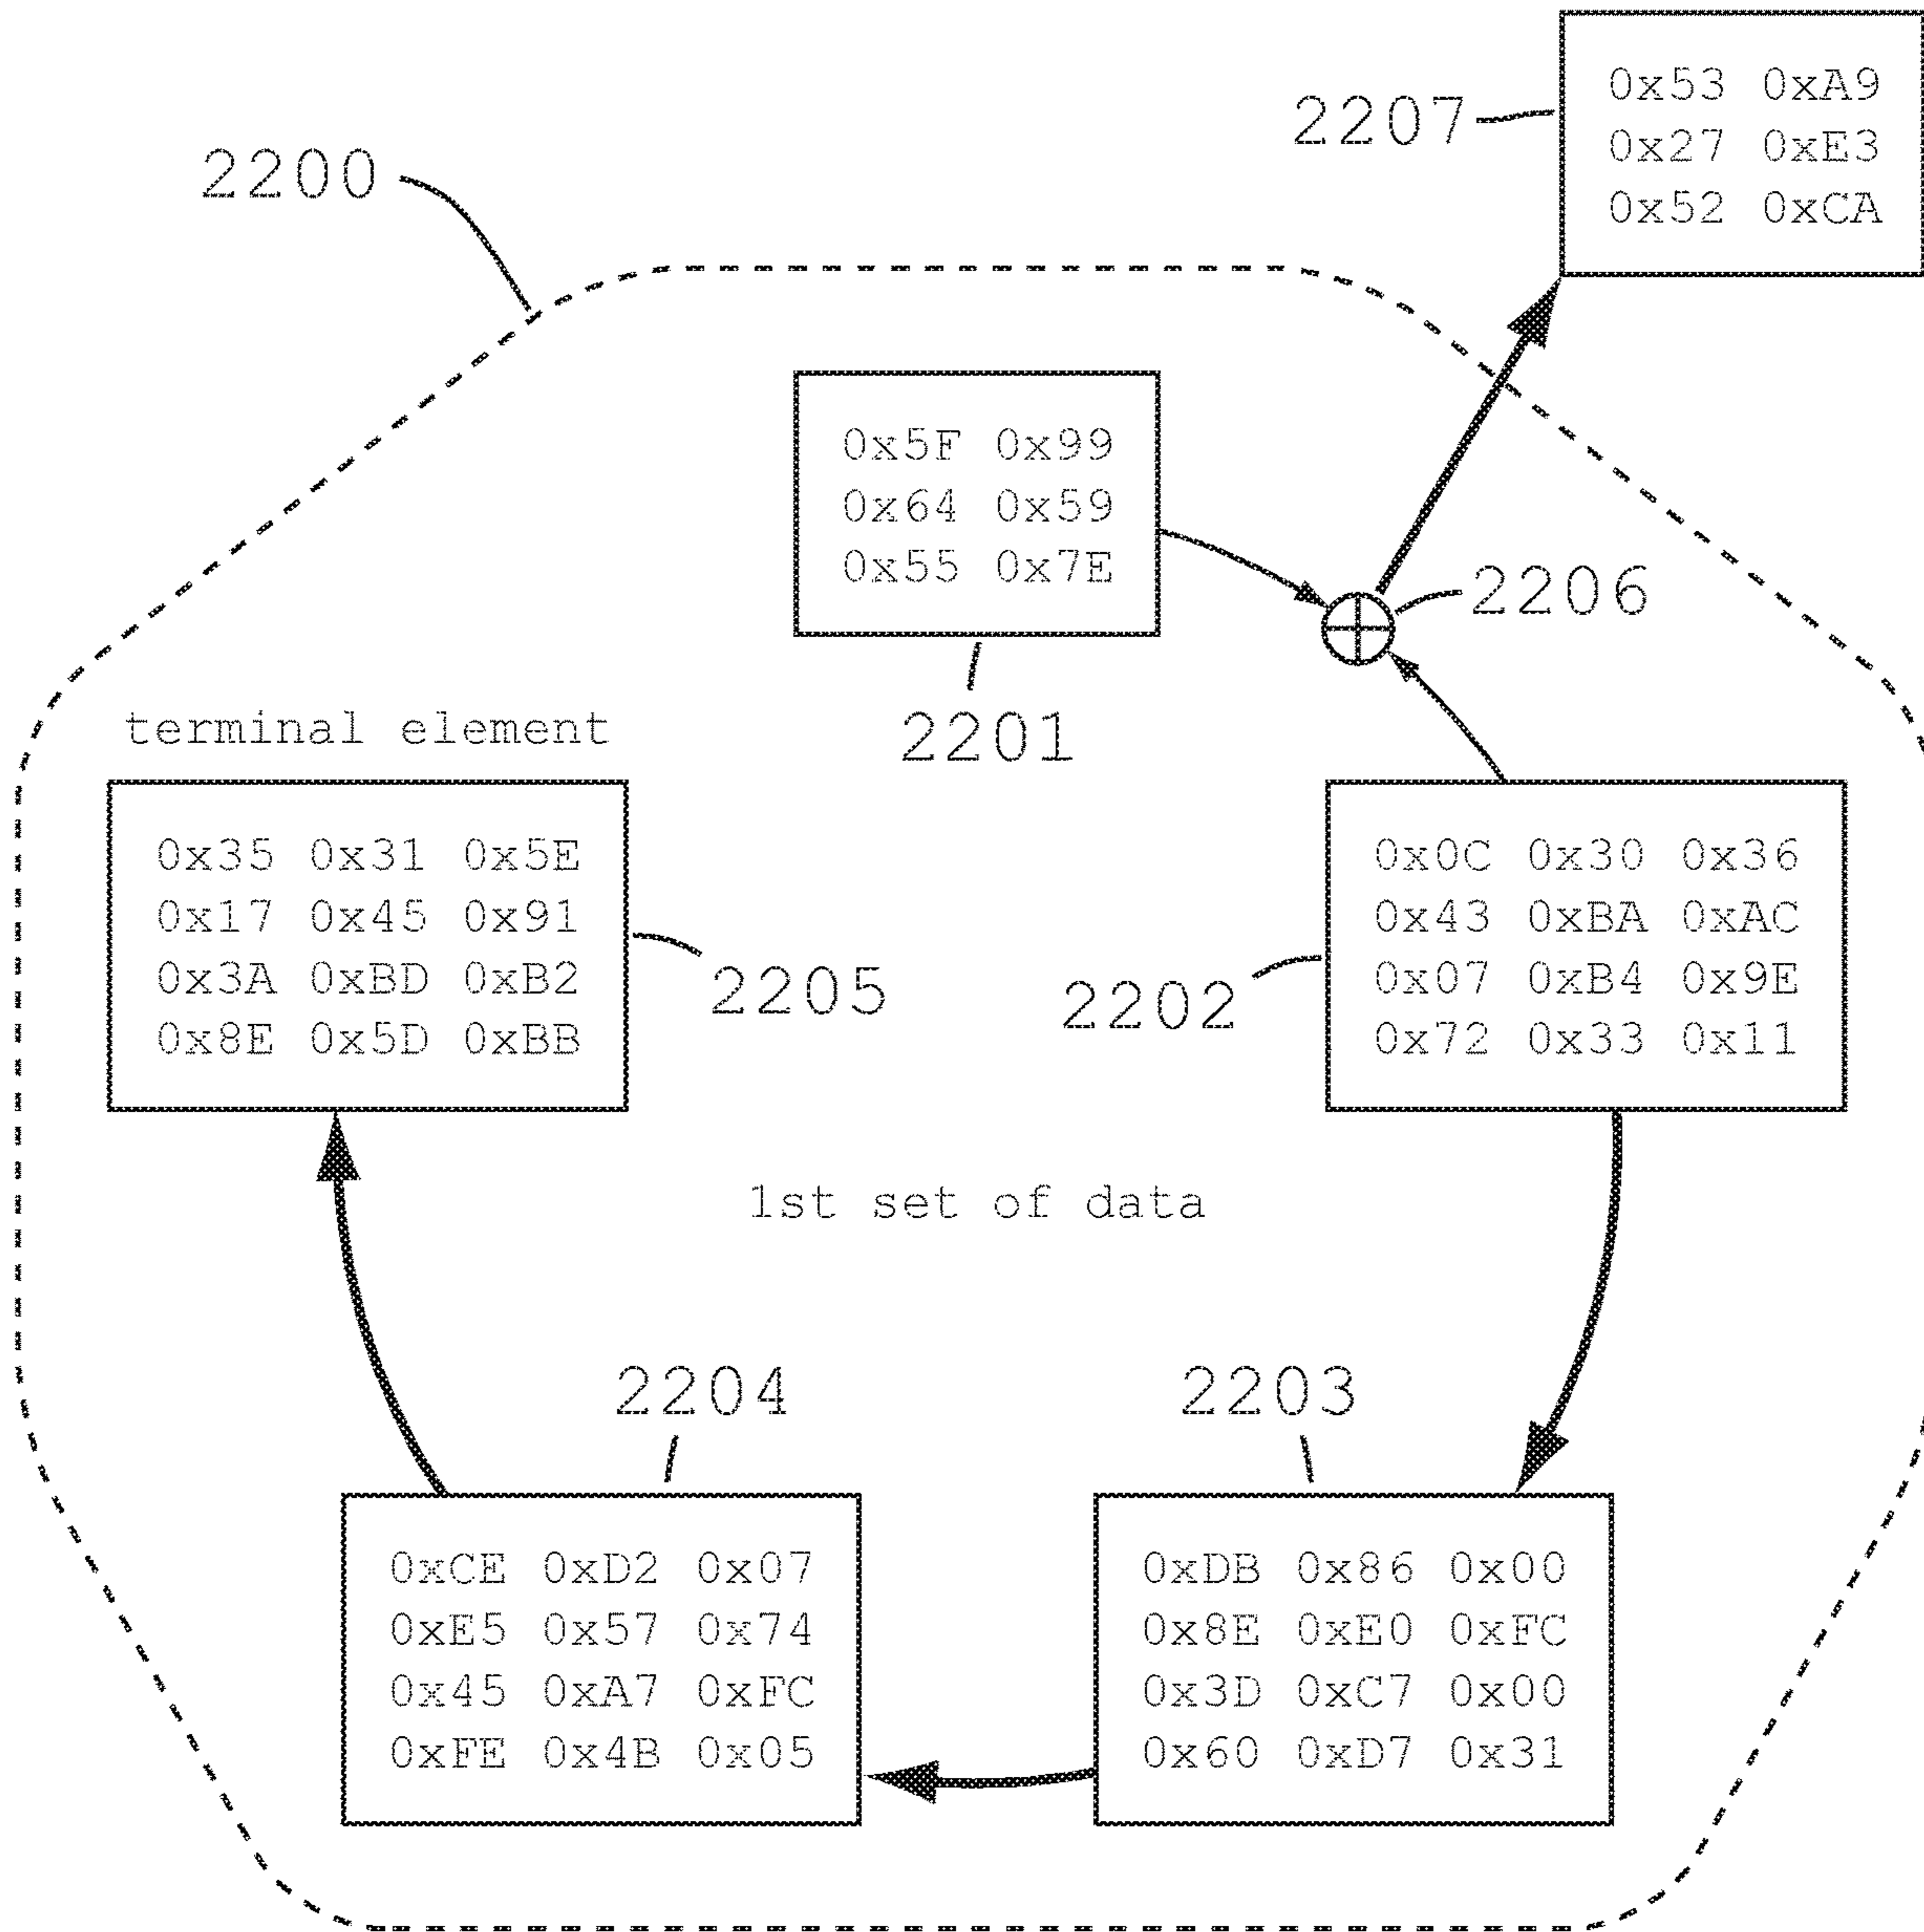 0x53 0xA9
0x27 0xE3
0x52 0xCA
2207
2200
0x5F 0x99
0x64 0x59
0x55 0x7E
2206
2201
terminal element
0x35 0x31 0x5E
0x17 0x45 0x91
0x3A 0xBD 0xB2
0x8E 0x5D 0xBB
2205
2202
0x0C 0x30 0x36
0x43 0xBA 0xAC
0x07 0xB4 0x9E
0x72 0x33 0x11
1st set of data
2204
2203
0xCE 0xD2 0x07
0xE5 0x57 0x74
0x45 0xA7 0xFC
0xFE 0x4B 0x05
0xDB 0x86 0x00
0x8E 0xE0 0xFC
0x3D 0xC7 0x00
0x60 0xD7 0x31